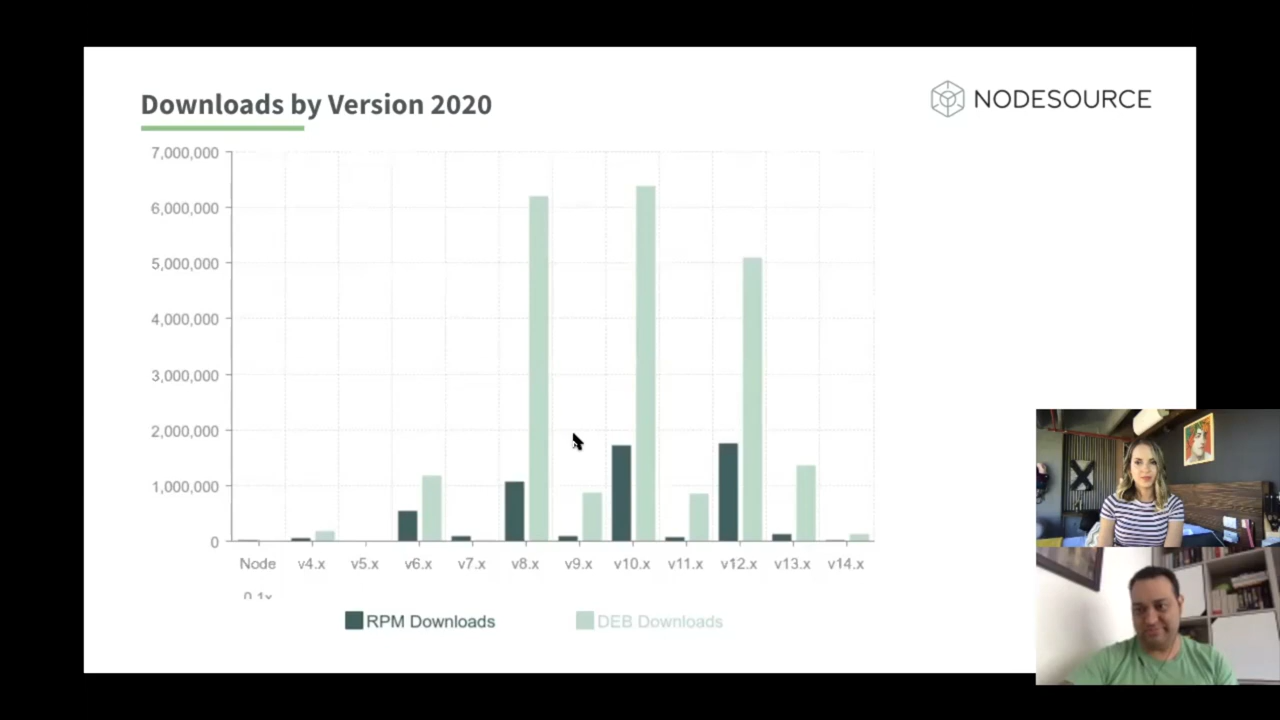 Downloads by Version 2020
NODESOURCE
7,000,000
6,000,000
5,000,000
4,000,000
3,000,000
2,000,000
1,000,000
0
Node v4.x v5.x v6.x v7.x v8.x v9.x v10.x v11.x v12.x v13.x v14.x
0.1x
RPM Downloads DEB Downloads